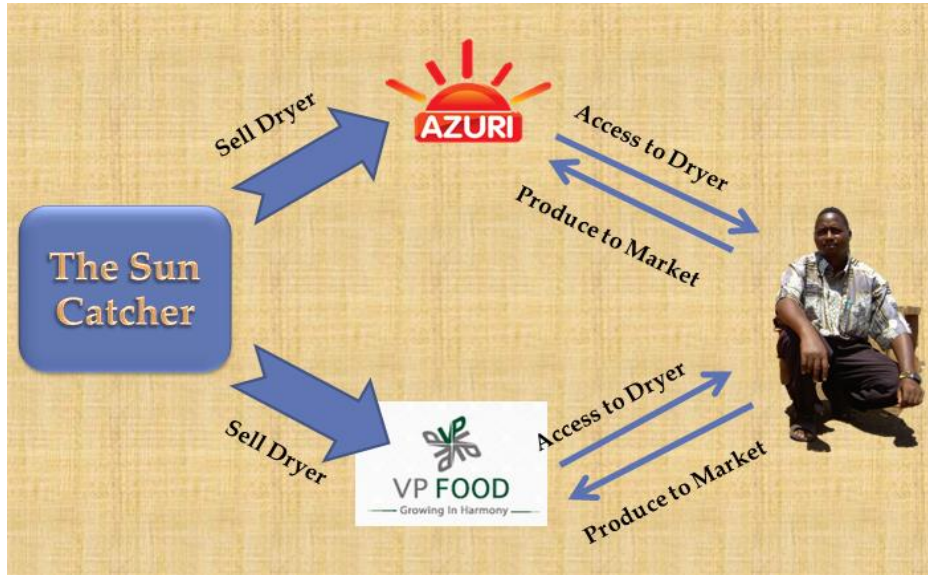 Sell Dryer
AZURI
Access to Dryer
Produce to Market
The Sun
Catcher
Sell Dryer
VP
VP FOOD
Growing In Harmony
Access to Dryer
Produce to Market